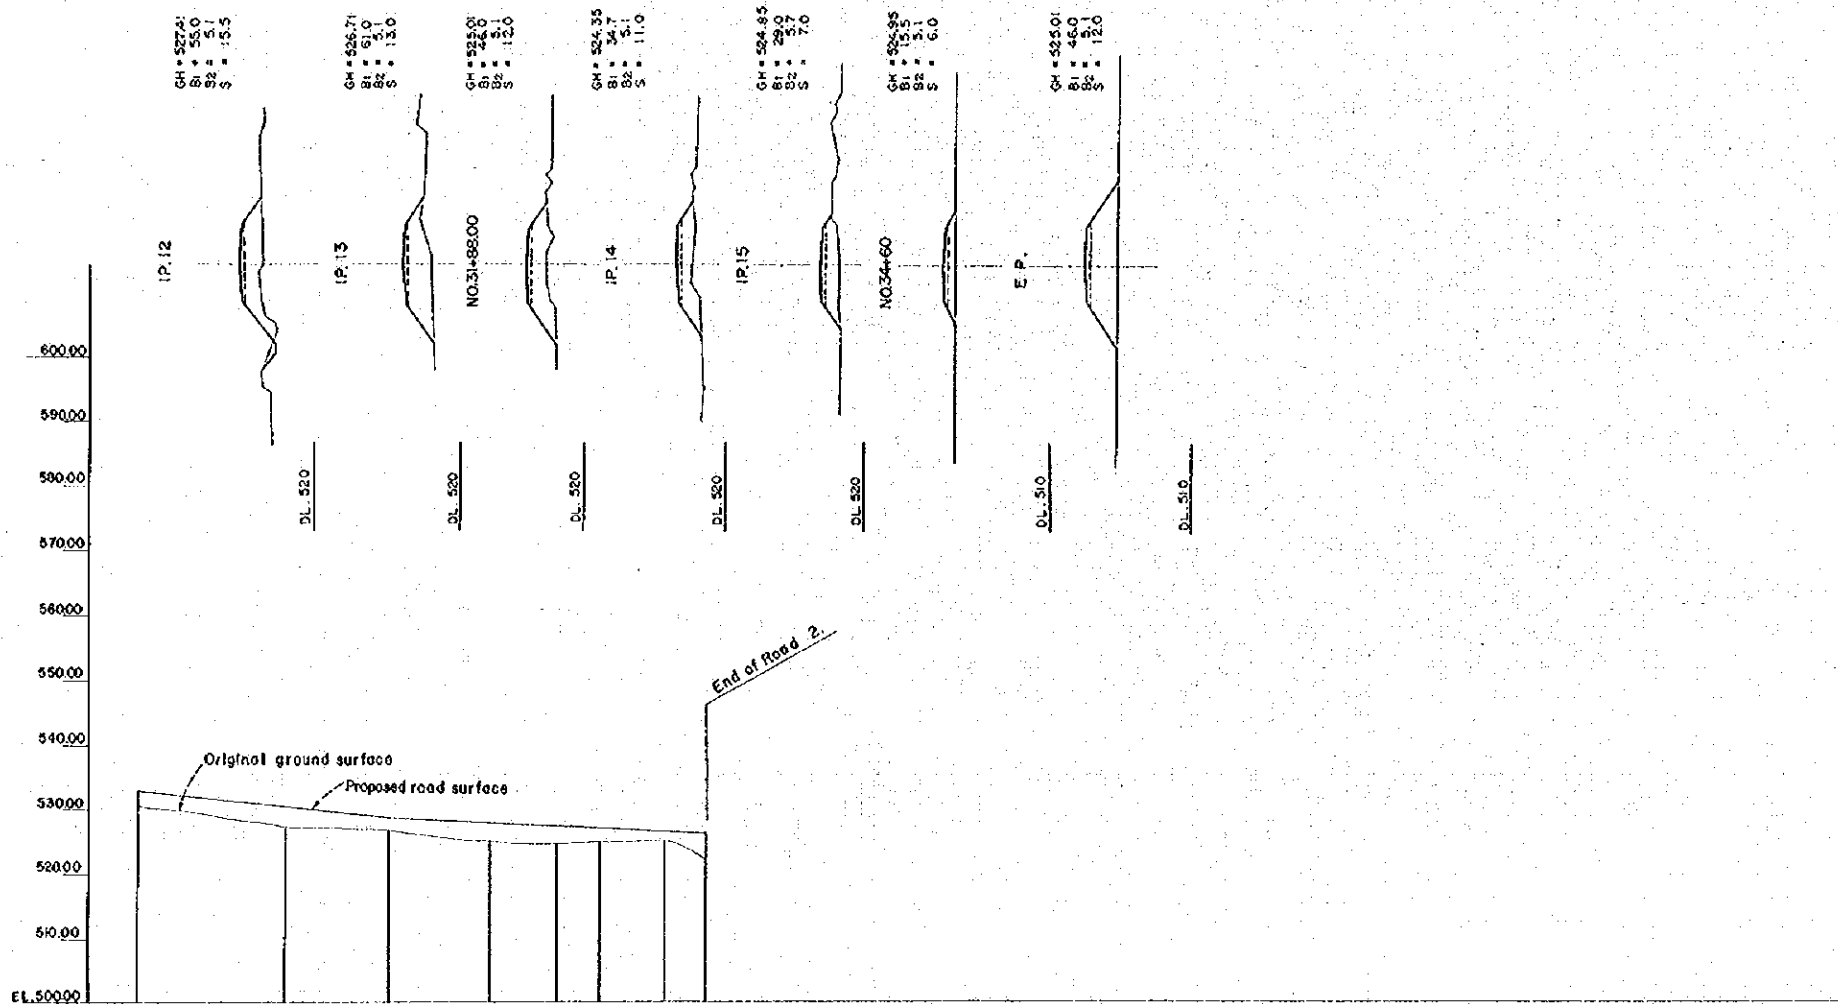 GH = 527.41
B1 = 55.0
B2 = 5.1
S = 15.5
GH = 526.71
B1 = 61.0
B2 = 5.1
S = 13.0
GH = 525.01
B1 = 46.0
B2 = 5.1
S = 12.0
GH = 524.35
B1 = 34.7
B2 = 5.1
S = 11.0
GH = 524.85
B1 = 29.0
B2 = 5.7
S = 7.0
GH = 524.95
B1 = 15.5
B2 = 5.1
S = 6.0
GH = 525.01
B1 = 46.0
B2 = 5.1
S = 12.0
I.P. 12
I.P. 13
NO.31+88.00
I.P. 14
I.P. 15
NO.34+60
E.P.
DL. 520
DL. 520
DL. 520
DL. 520
DL. 520
DL. 510
DL. 510
600.00
590.00
580.00
570.00
560.00
550.00
540.00
530.00
520.00
510.00
EL. 500.00
End of Road 2.
Original ground surface
Proposed road surface